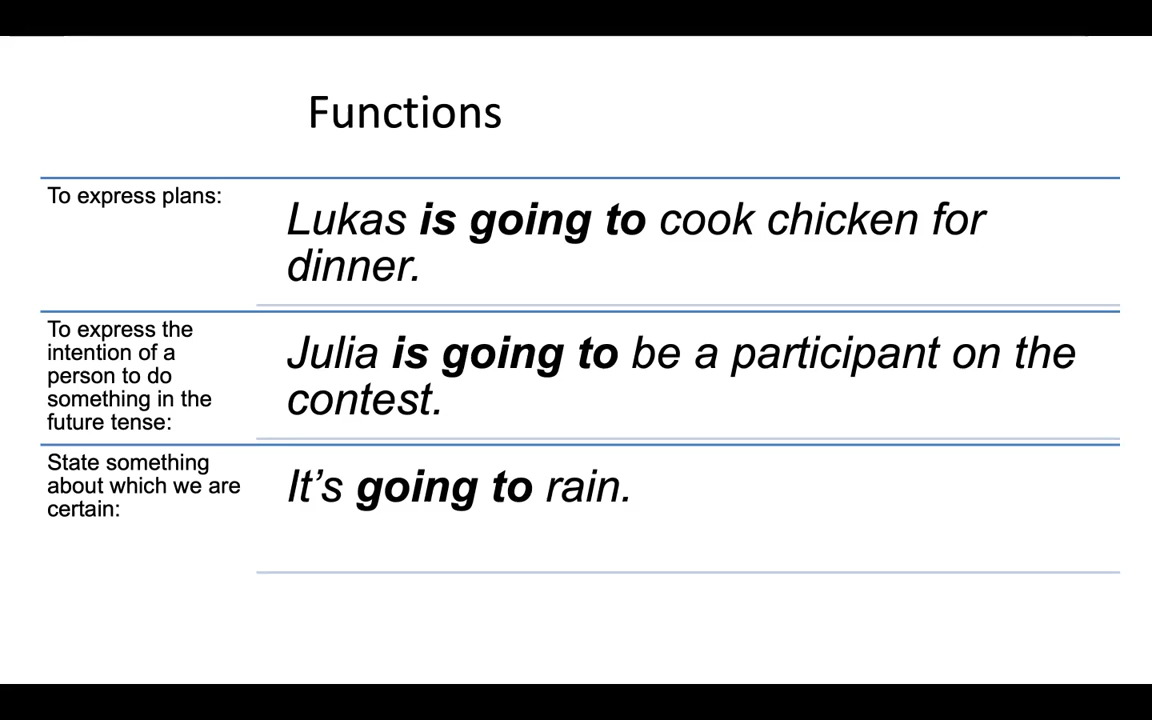 Functions
To express plans:
Lukas is going to cook chicken for
dinner.
To express the
intention of a
person to do
something in the
future tense:
Julia is going to be a participant on the
contest.
State something
about which we are
certain:
It’s going to rain.